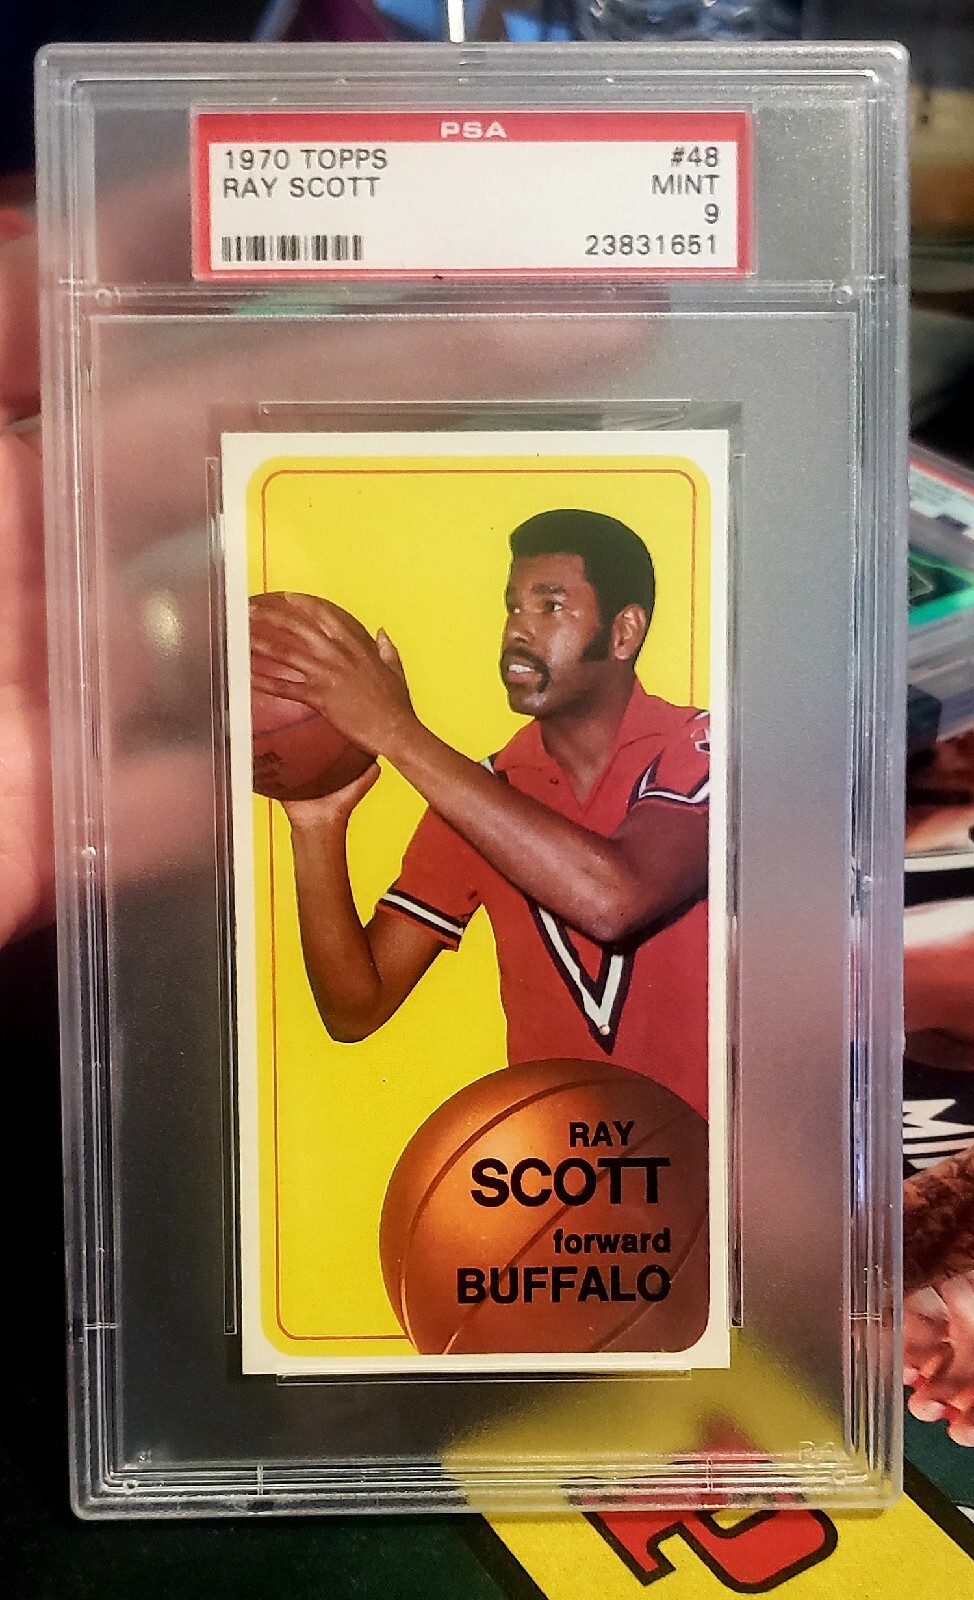 PSA
1970 TOPPS #48
RAY SCOTT MINT
9
23831651
RAY
SCOTT
forward
BUFFALO